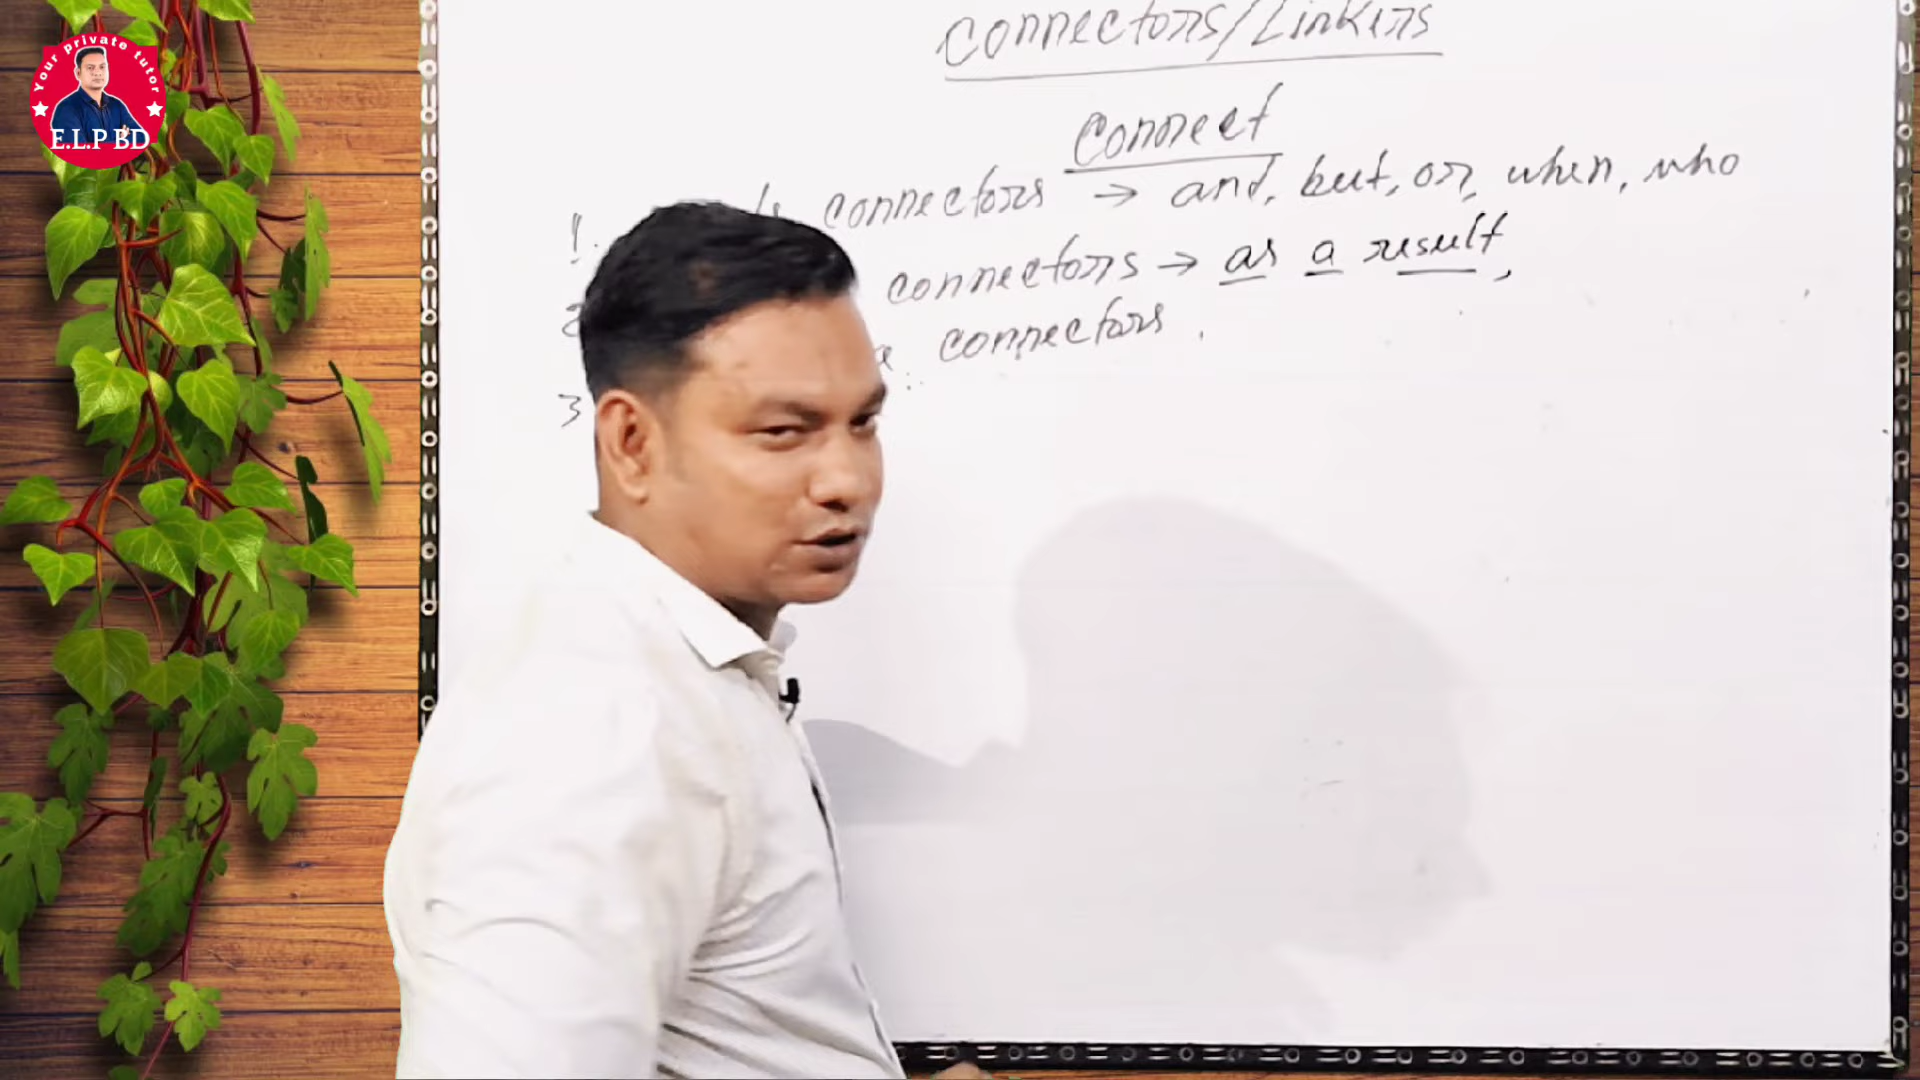 Your private tutor
E.L.P BD
Connectors/Linkers
Connect
1. connectors → and, but, or, when, who
connectors → as a result,
3 connectors.